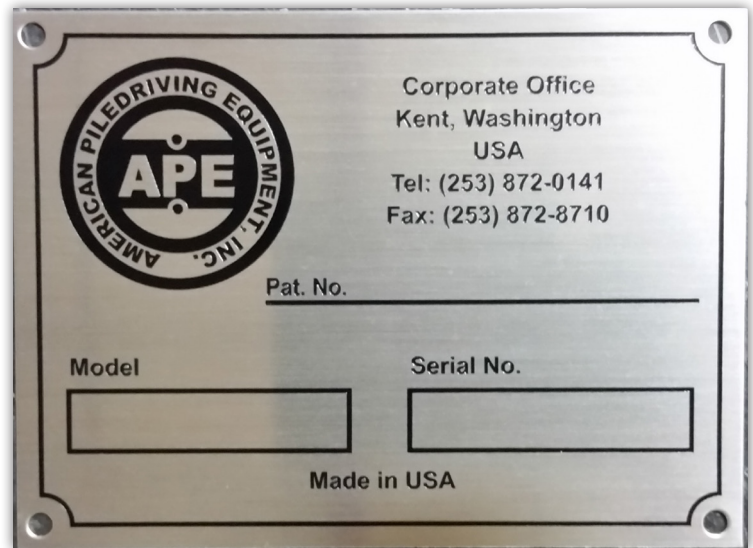 AMERICAN PILEDRIVING EQUIPMENT, INC.
APE
Corporate Office
Kent, Washington
USA
Tel: (253) 872-0141
Fax: (253) 872-8710
Pat. No.
Model
Serial No.
Made in USA